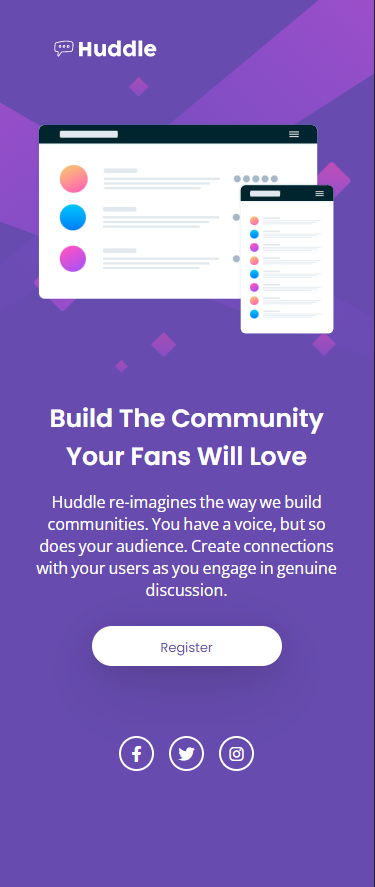 Huddle
Build The Community
Your Fans Will Love
Huddle re-imagines the way we build
communities. You have a voice, but so
does your audience. Create connections
with your users as you engage in genuine
discussion.
Register